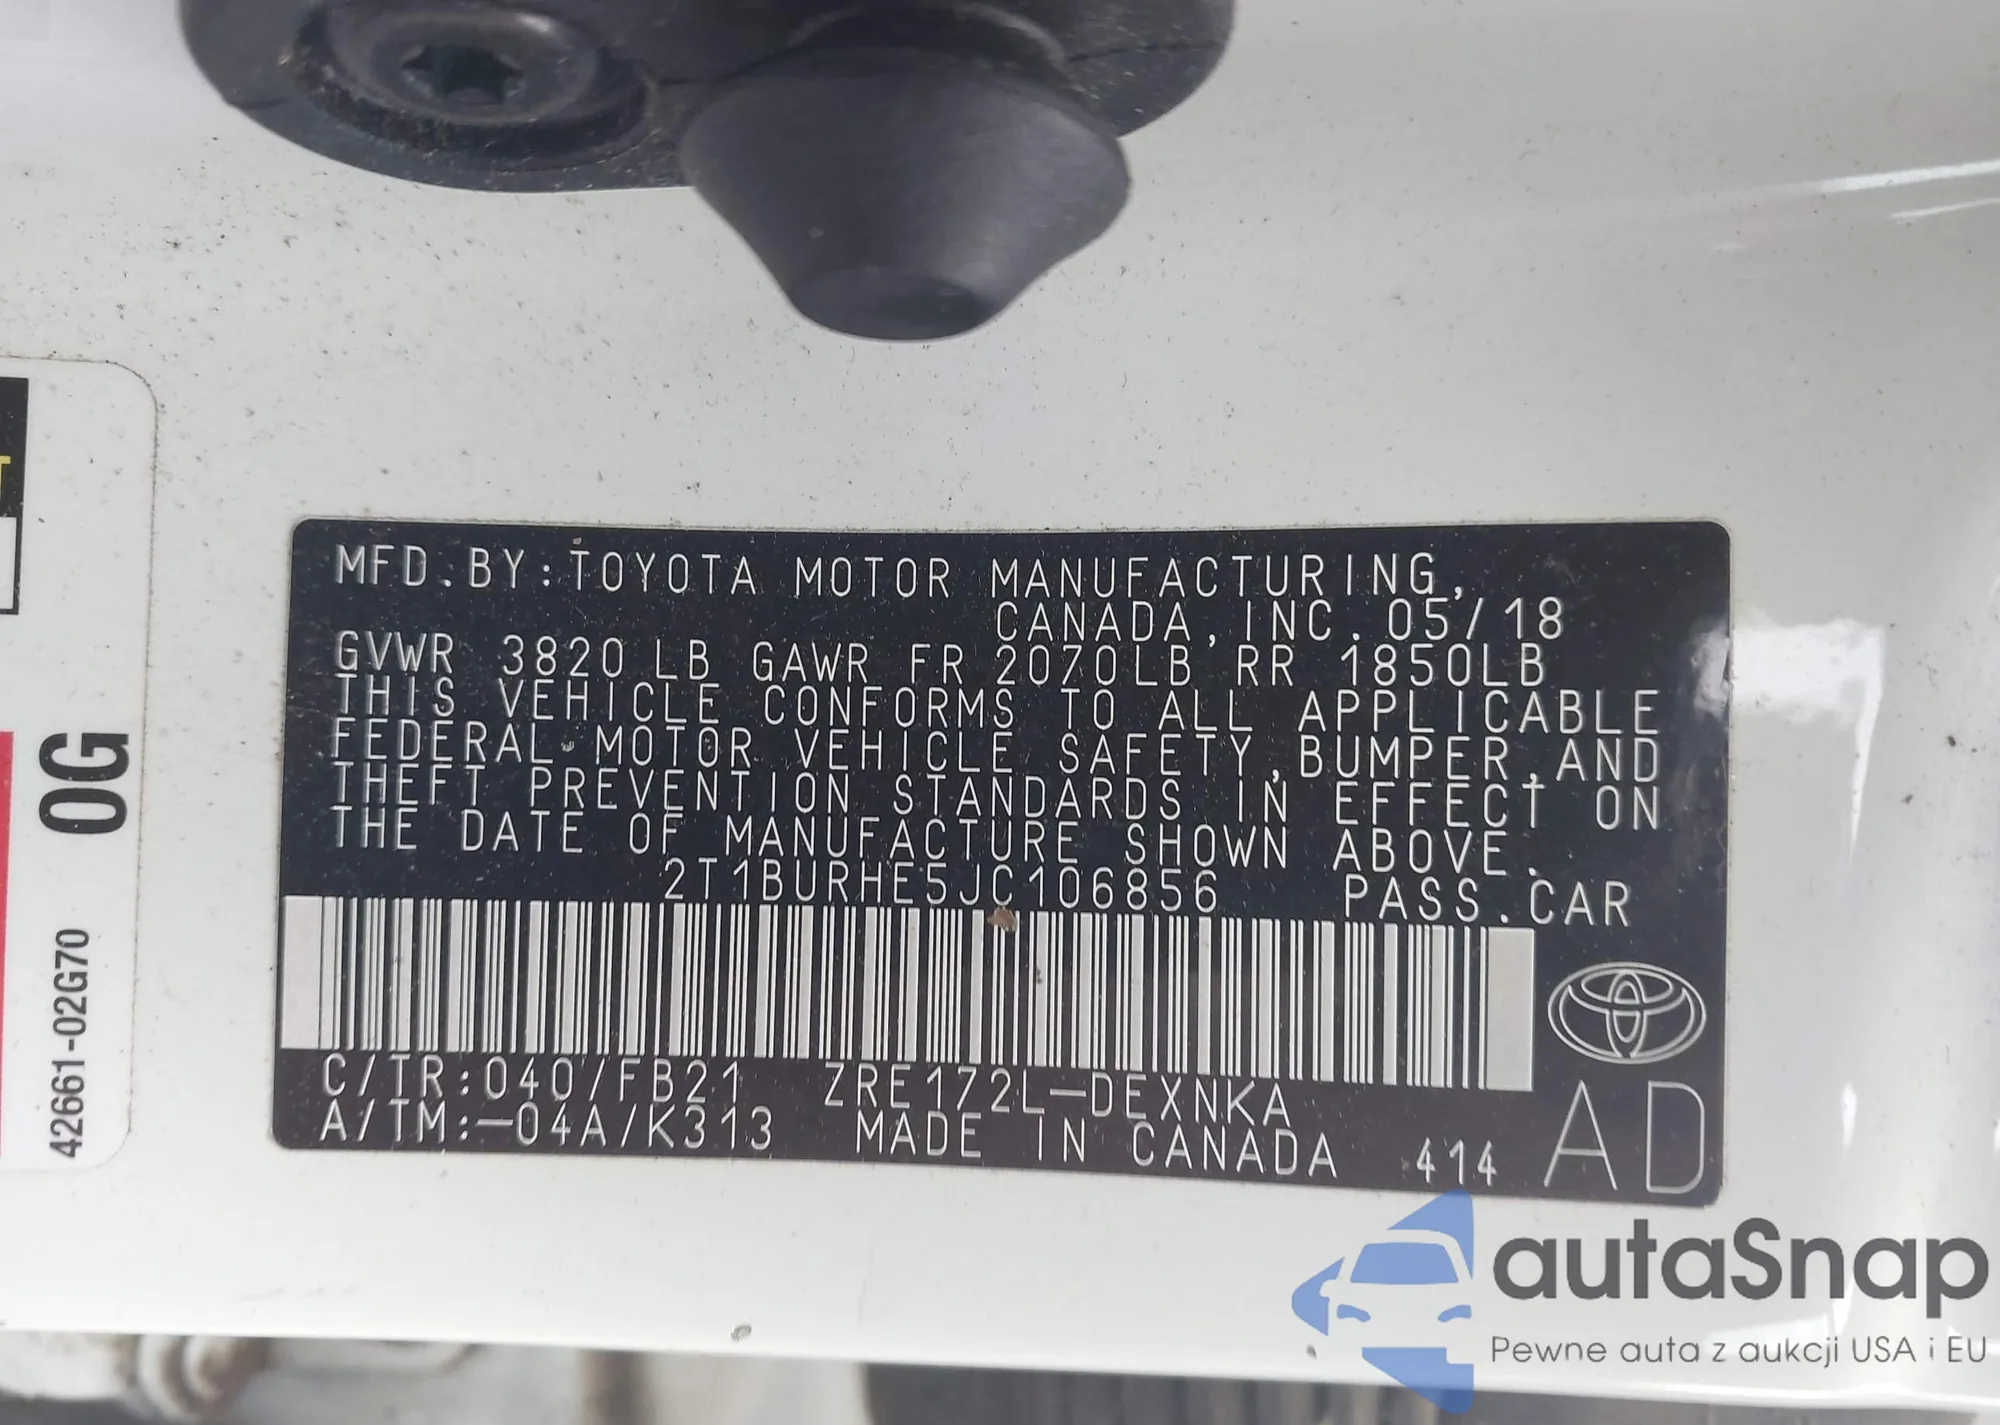 MFD.BY:TOYOTA MOTOR MANUFACTURING,
CANADA,INC. 05/18
GVWR 3820 LB GAWR FR 2070LB RR 1850LB
THIS VEHICLE CONFORMS TO ALL APPLICABLE
FEDERAL MOTOR VEHICLE SAFETY,BUMPER,AND
THEFT PREVENTION STANDARDS IN EFFECT ON
THE DATE OF MANUFACTURE SHOWN ABOVE.
2T1BURHE5JC106856 PASS.CAR
C/TR:040/FB21 ZRE172L-DEXNKA
A/TM:-04A/K313 MADE IN CANADA 414
AD
0G
42661-02G70
autaSnap
Pewne auta z aukcji USA i EU